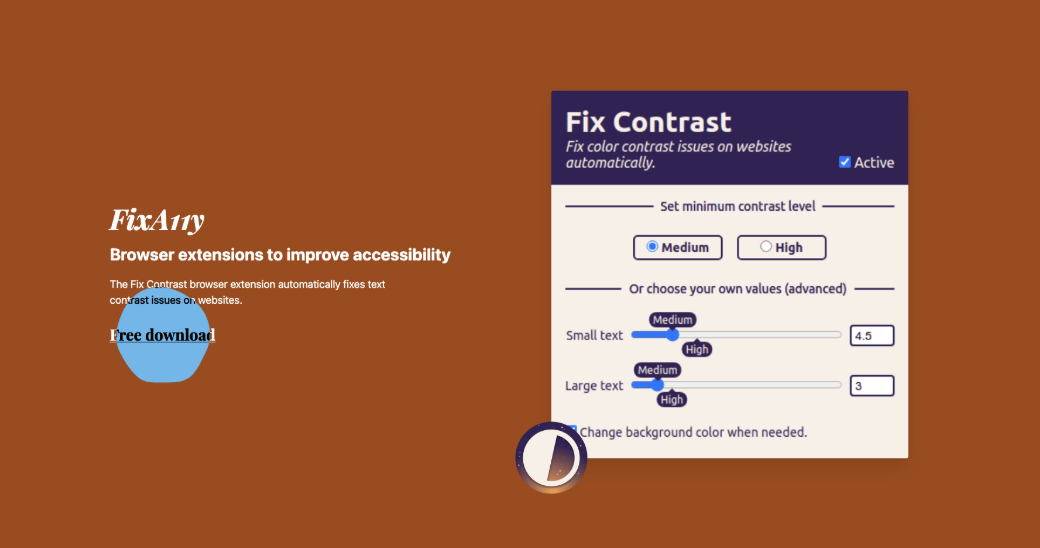 FixA11y
Browser extensions to improve accessibility
The Fix Contrast browser extension automatically fixes text
contrast issues on websites.
Free download
Fix Contrast
Fix color contrast issues on websites
automatically.
Active
Set minimum contrast level
Medium
High
Or choose your own values (advanced)
Medium
Small text
4.5
High
Medium
Large text
3
High
Change background color when needed.